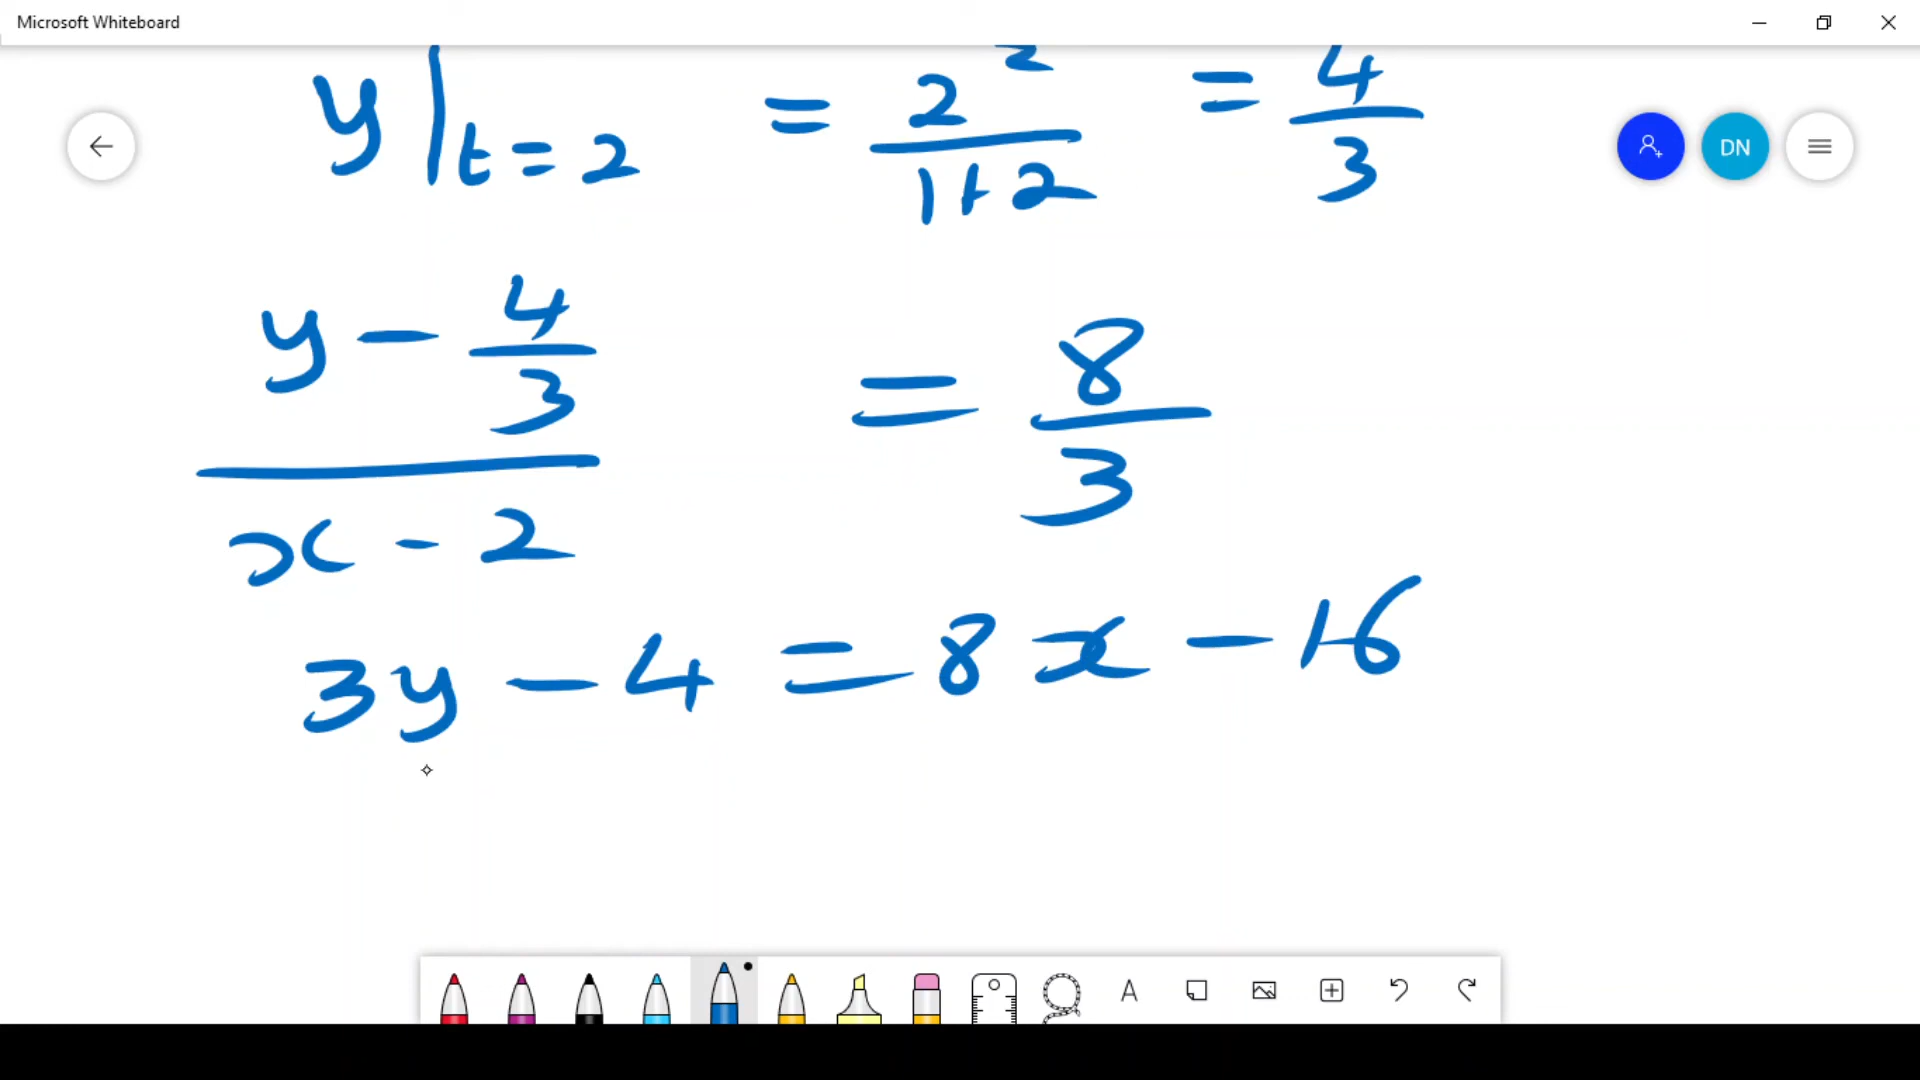 Microsoft Whiteboard
y|t=2 = 2²/1+2 = 4/3
DN
y - 4/3 / x - 2 = 8/3
3y - 4 = 8x - 16
A